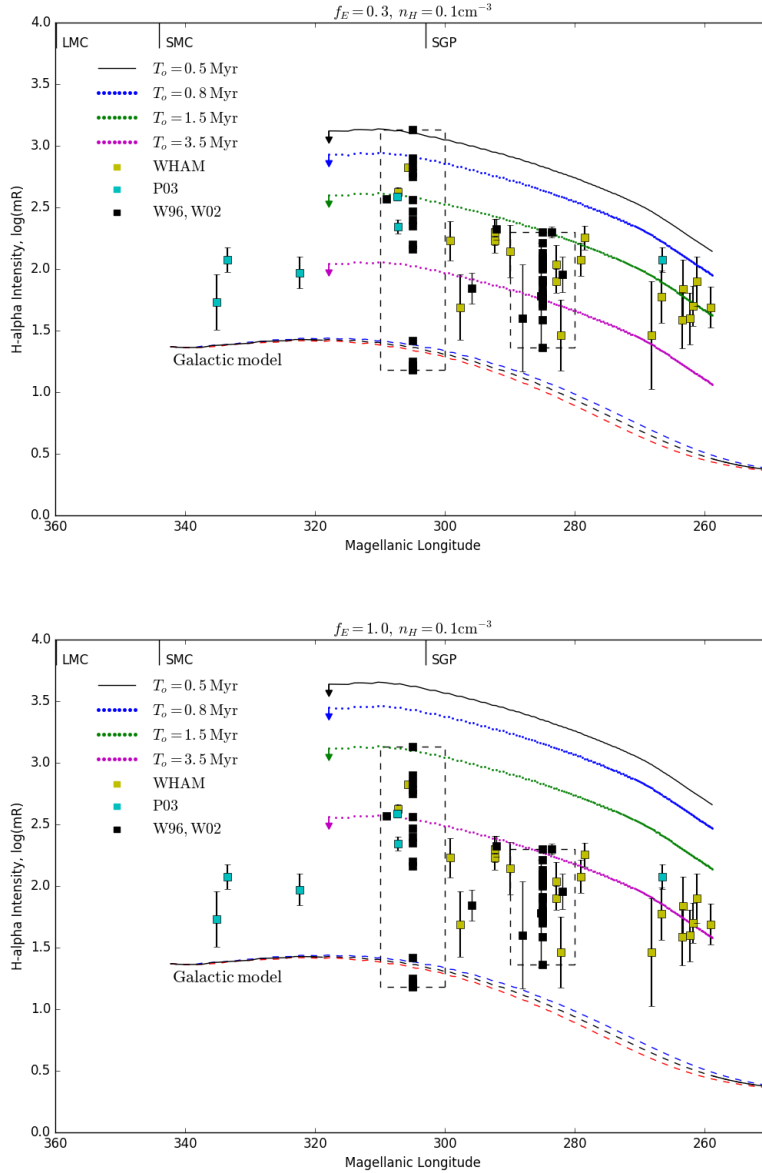 f_E = 0.3, n_H = 0.1cm⁻³
4.0
LMC SMC SGP
T_o = 0.5 Myr
3.5
T_o = 0.8 Myr
T_o = 1.5 Myr
3.0
T_o = 3.5 Myr
WHAM
P03
2.5
W96, W02
H-alpha Intensity, log(mR)
2.0
1.5
Galactic model
1.0
0.5
0.0
360 340 320 300 280 260
Magellanic Longitude
f_E = 1.0, n_H = 0.1cm⁻³
4.0
LMC SMC SGP
T_o = 0.5 Myr
3.5
T_o = 0.8 Myr
T_o = 1.5 Myr
3.0
T_o = 3.5 Myr
WHAM
P03
2.5
W96, W02
H-alpha Intensity, log(mR)
2.0
1.5
Galactic model
1.0
0.5
0.0
360 340 320 300 280 260
Magellanic Longitude